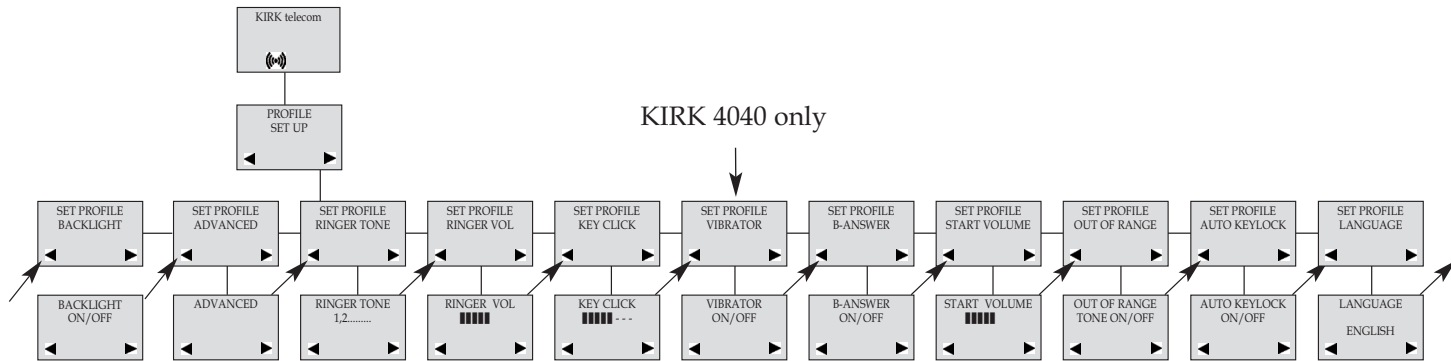 KIRK telecom
PROFILE
SET UP
KIRK 4040 only
SET PROFILE
BACKLIGHT
SET PROFILE
ADVANCED
SET PROFILE
RINGER TONE
SET PROFILE
RINGER VOL
SET PROFILE
KEY CLICK
SET PROFILE
VIBRATOR
SET PROFILE
B-ANSWER
SET PROFILE
START VOLUME
SET PROFILE
OUT OF RANGE
SET PROFILE
AUTO KEYLOCK
SET PROFILE
LANGUAGE
BACKLIGHT
ON/OFF
ADVANCED
RINGER TONE
1,2.........
RINGER VOL
KEY CLICK
- - -
VIBRATOR
ON/OFF
B-ANSWER
ON/OFF
START VOLUME
OUT OF RANGE
TONE ON/OFF
AUTO KEYLOCK
ON/OFF
LANGUAGE
ENGLISH